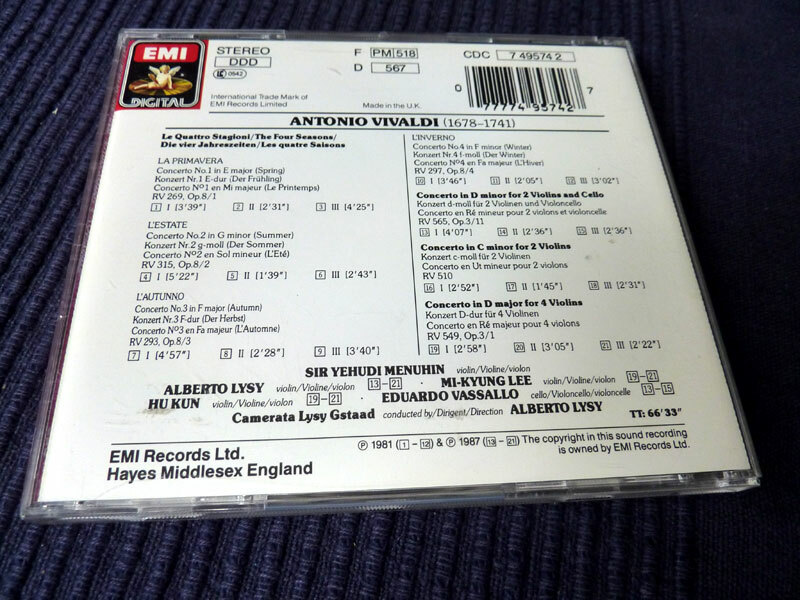 EMI
DIGITAL
STEREO
DDD
LC 0542
International Trade Mark of
EMI Records Limited
F PM 518
D 567
Made in the U.K.
CDC 7 49574 2
0 77774 95742 7
ANTONIO VIVALDI (1678–1741)
Le Quattro Stagioni/The Four Seasons/
Die vier Jahreszeiten/Les quatre Saisons
LA PRIMAVERA
Concerto No.1 in E major (Spring)
Konzert Nr.1 E-dur (Der Frühling)
Concerto Nº1 en Mi majeur (Le Printemps)
RV 269, Op.8/1
1 I [3'39"] 2 II [2'31"] 3 III [4'25"]
L'ESTATE
Concerto No.2 in G minor (Summer)
Konzert Nr.2 g-moll (Der Sommer)
Concerto Nº2 en Sol mineur (L'Eté)
RV 315, Op.8/2
4 I [5'22"] 5 II [1'39"] 6 III [2'43"]
L'AUTUNNO
Concerto No.3 in F major (Autumn)
Konzert Nr.3 F-dur (Der Herbst)
Concerto Nº3 en Fa majeur (L'Automne)
RV 293, Op.8/3
7 I [4'57"] 8 II [2'28"] 9 III [3'40"]
L'INVERNO
Concerto No.4 in F minor (Winter)
Konzert Nr.4 f-moll (Der Winter)
Concerto Nº4 en Fa majeur (L'Hiver)
RV 297, Op.8/4
10 I [3'46"] 11 II [2'05"] 12 III [3'02"]
Concerto in D minor for 2 Violins and Cello
Konzert d-moll für 2 Violinen und Violoncello
Concerto en Ré mineur pour 2 violons et violoncelle
RV 565, Op.3/11
13 I [4'07"] 14 II [2'36"] 15 III [2'36"]
Concerto in C minor for 2 Violins
Konzert c-moll für 2 Violinen
Concerto en Ut mineur pour 2 violons
RV 510
16 I [2'52"] 17 II [1'45"] 18 III [2'31"]
Concerto in D major for 4 Violins
Konzert D-dur für 4 Violinen
Concerto en Ré majeur pour 4 violons
RV 549, Op.3/1
19 I [2'58"] 20 II [3'05"] 21 III [2'22"]
SIR YEHUDI MENUHIN violin/Violine/violon
ALBERTO LYSY violin/Violine/violon 13–21 · MI-KYUNG LEE violin/Violine/violon 19–21
HU KUN violin/Violine/violon 19–21 · EDUARDO VASSALLO cello/Violoncello/violoncelle 13–15
Camerata Lysy Gstaad conducted by/Dirigent/Direction ALBERTO LYSY
TT: 66'33"
EMI Records Ltd.
Hayes Middlesex England
℗ 1981 (1 – 12) & ℗ 1987 (13 – 21) The copyright in this sound recording
is owned by EMI Records Ltd.